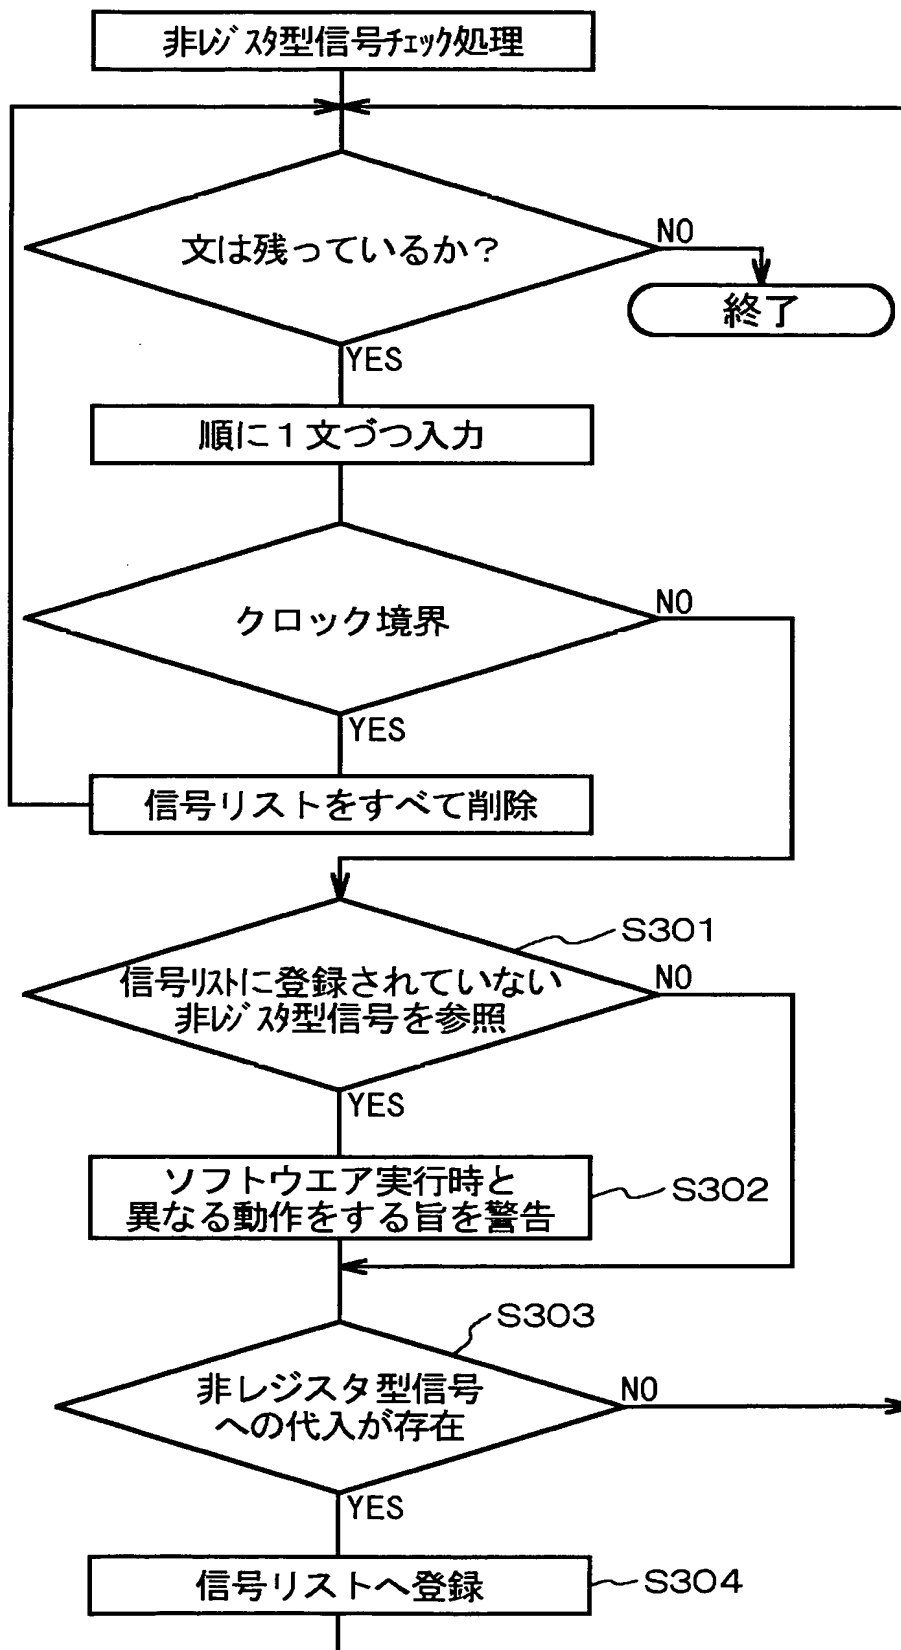 非レジスタ型信号チェック処理
文は残っているか？
NO
終了
YES
順に１文づつ入力
クロック境界
NO
YES
信号リストをすべて削除
S301
信号リストに登録されていない
非レジスタ型信号を参照
NO
YES
ソフトウエア実行時と
異なる動作をする旨を警告
S302
S303
非レジスタ型信号
への代入が存在
NO
YES
信号リストへ登録
S304